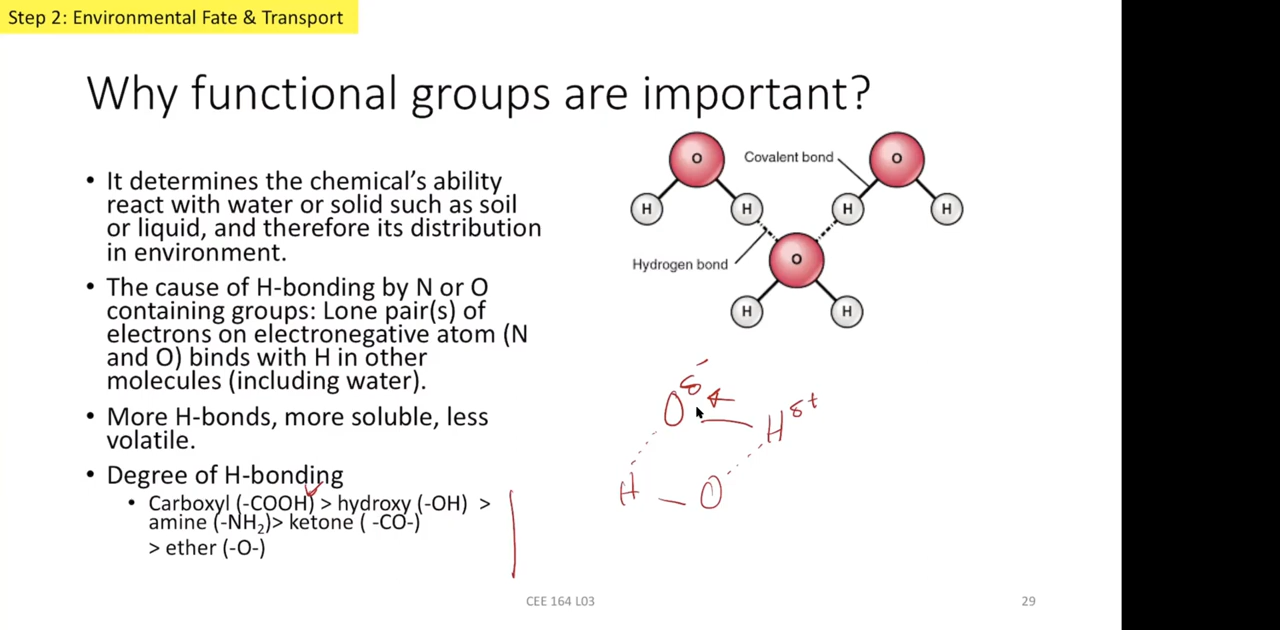 Step 2: Environmental Fate & Transport
Why functional groups are important?
• It determines the chemical's ability
react with water or solid such as soil
or liquid, and therefore its distribution
in environment.
• The cause of H-bonding by N or O
containing groups: Lone pair(s) of
electrons on electronegative atom (N
and O) binds with H in other
molecules (including water).
• More H-bonds, more soluble, less
volatile.
• Degree of H-bonding
• Carboxyl (-COOH) > hydroxy (-OH) >
amine (-NH₂)> ketone ( -CO-)
> ether (-O-)
O Covalent bond O
H H H H
Hydrogen bond O
H H
O δ-
H δ+
H – O
CEE 164 L03
29